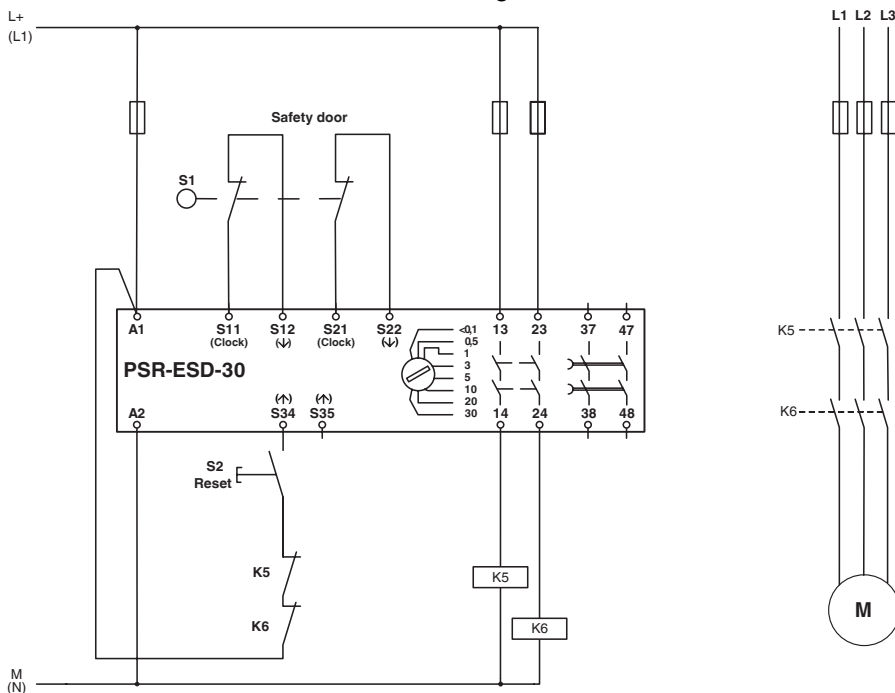 L+
(L1)
L1 L2 L3
Safety door
S1
A1
S11
(Clock)
S12
(↓)
S21
(Clock)
S22
(↓)
<0,1
0,5
1
3
5
10
20
30
13
23
37
47
PSR-ESD-30
A2
(↑)
S34
(↑)
S35
14
24
38
48
S2
Reset
K5
K6
K5
K6
K5
K6
M
M
(N)